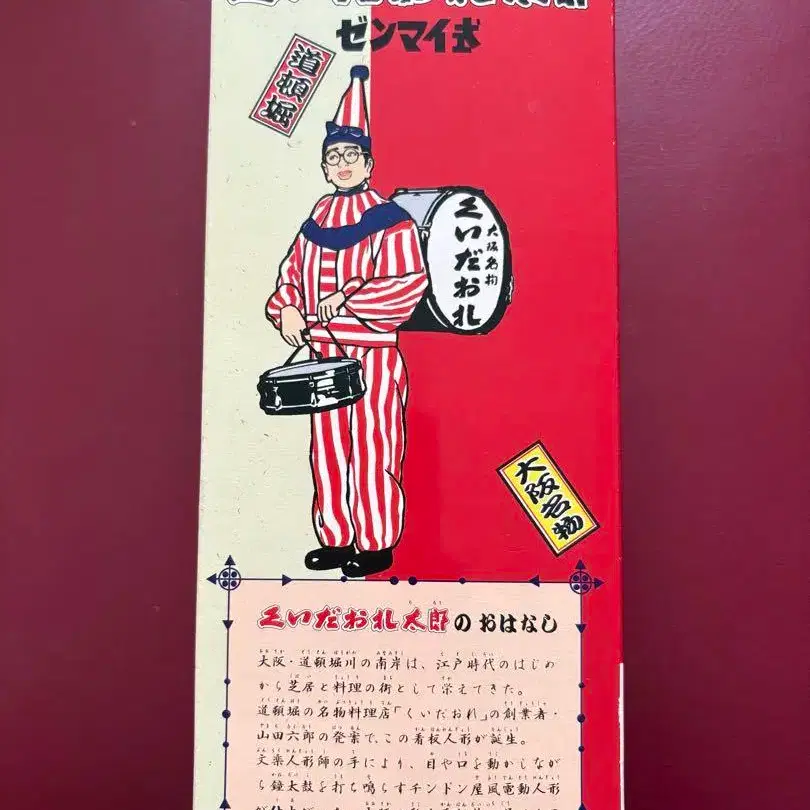 ゼンマイ式
道頓堀
大阪名物
くいだおれ
大阪名物
くいだおれ太郎のおはなし
大阪・道頓堀川の南岸は、江戸時代のはじめ
から芝居と料理の街として栄えてきた。
道頓堀の名物料理店「くいだおれ」の創業者・
山田六郎の発案で、この看板人形が誕生。
文楽人形師の手により、目や口を動かしなが
ら鐘太鼓を打ち鳴らすチンドン屋風電動人形